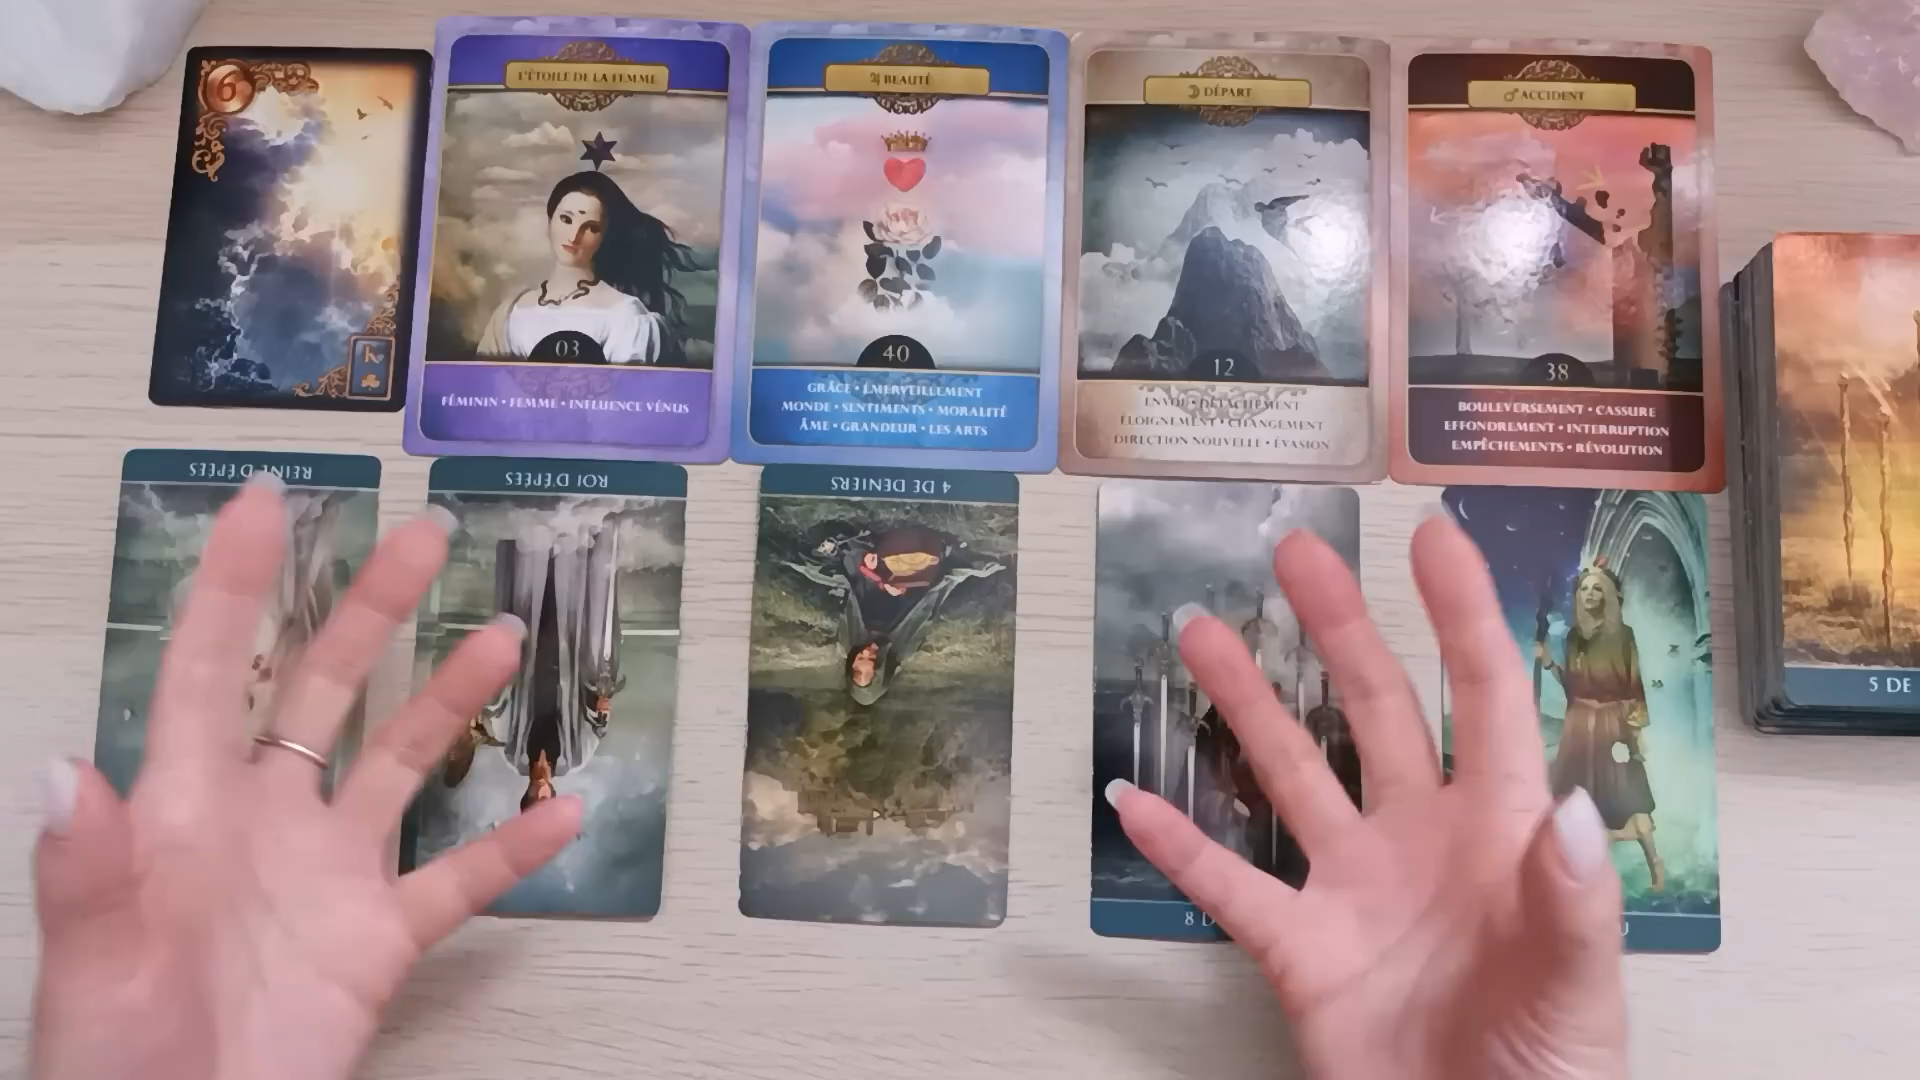 6
K
L'ÉTOILE DE LA FEMME
03
FÉMININ • FEMME • INFLUENCE VÉNUS
♃ BEAUTÉ
40
GRÂCE • ÉMERVEILLEMENT
MONDE • SENTIMENTS • MORALITÉ
ÂME • GRANDEUR • LES ARTS
☽ DÉPART
12
ENVOL • DÉTACHEMENT
ÉLOIGNEMENT • CHANGEMENT
DIRECTION NOUVELLE • ÉVASION
♂ ACCIDENT
38
BOULEVERSEMENT • CASSURE
EFFONDREMENT • INTERRUPTION
EMPÊCHEMENTS • RÉVOLUTION
REINE D'ÉPÉES
ROI D'ÉPÉES
4 DE DENIERS
8 D
U
5 DE